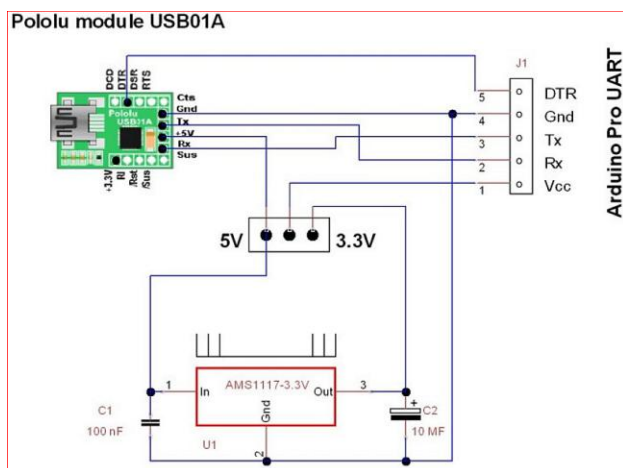 Pololu module USB01A
DCD
DTR
DSR
RTS
Cts
Gnd
Tx
+5V
Rx
Sus
Pololu
USB01A
+3.3V
RI
/Rst
/Sus
J1
5 DTR
4 Gnd
3 Tx
2 Rx
1 Vcc
Arduino Pro UART
5V 3.3V
1 In AMS1117-3.3V Out 3
Gnd
2
U1
C1
100 nF
+
C2
10 MF